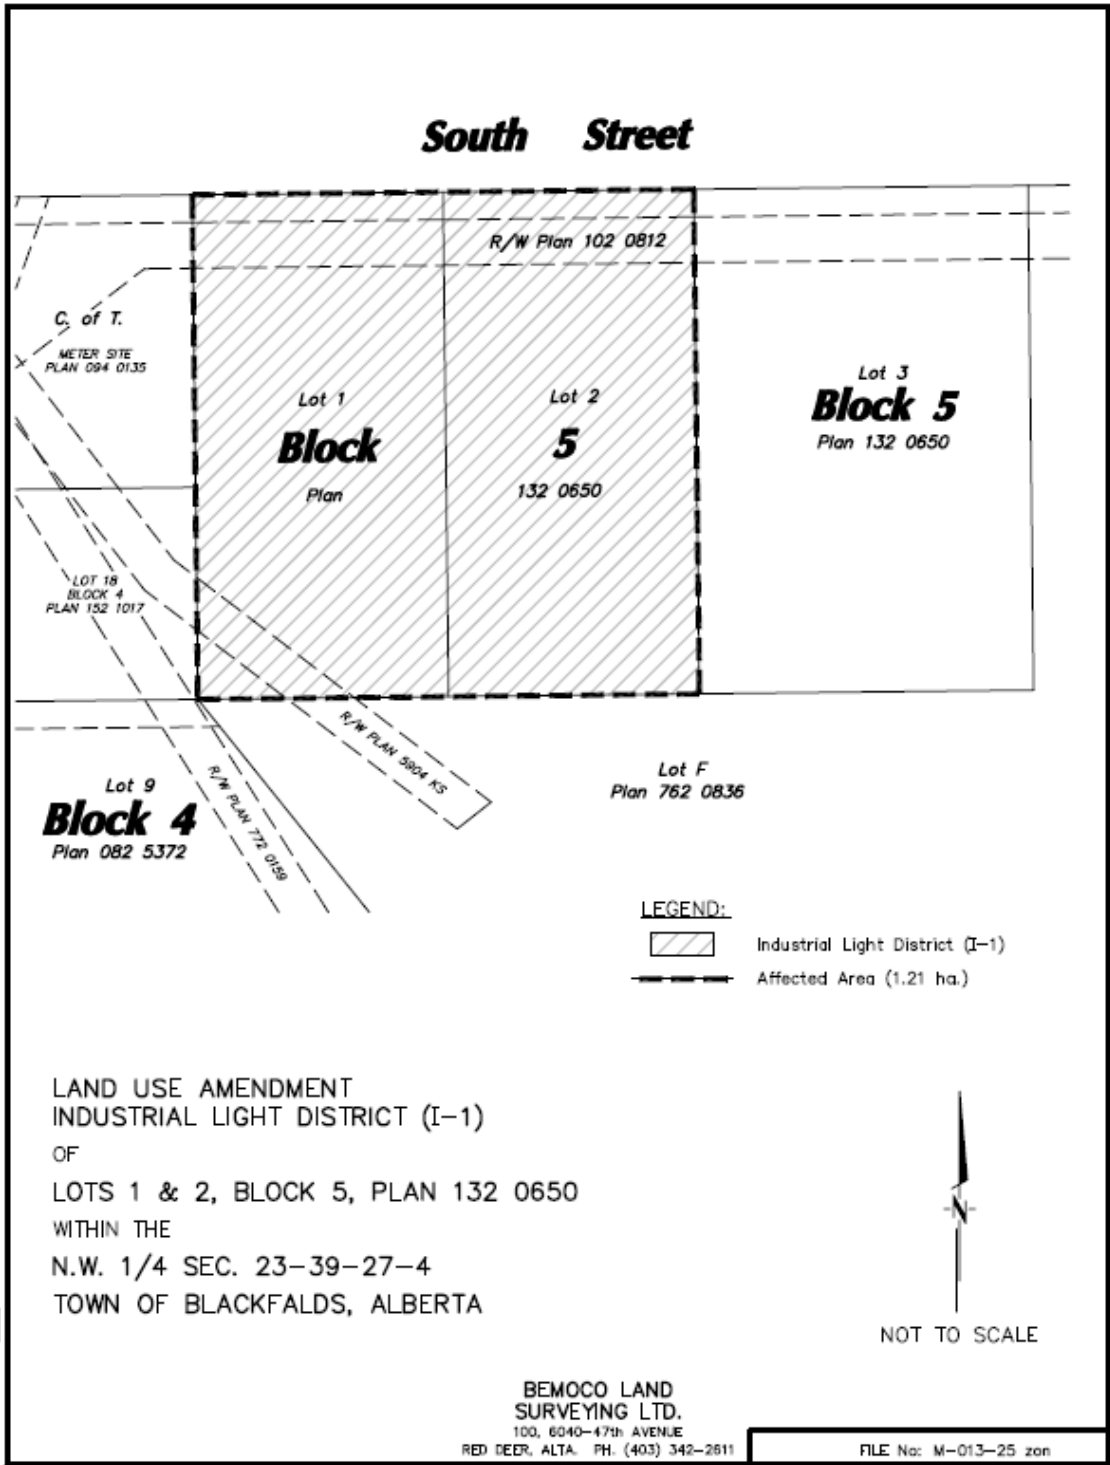 South Street
R/W Plan 102 0812
C. of T.
METER SITE
PLAN 094 0135
Lot 1
Block
Plan
Lot 2
5
132 0650
Lot 3
Block 5
Plan 132 0650
LOT 18
BLOCK 4
PLAN 152 1017
R/W PLAN 5904 KS
R/W PLAN 772 0159
Lot 9
Block 4
Plan 082 5372
Lot F
Plan 762 0836
LEGEND:
Industrial Light District (I-1)
Affected Area (1.21 ha.)
LAND USE AMENDMENT
INDUSTRIAL LIGHT DISTRICT (I-1)
OF
LOTS 1 & 2, BLOCK 5, PLAN 132 0650
WITHIN THE
N.W. 1/4 SEC. 23-39-27-4
TOWN OF BLACKFALDS, ALBERTA
N
NOT TO SCALE
BEMOCO LAND
SURVEYING LTD.
100, 6040-47th AVENUE
RED DEER, ALTA. PH. (403) 342-2611
FILE No: M-013-25 zon